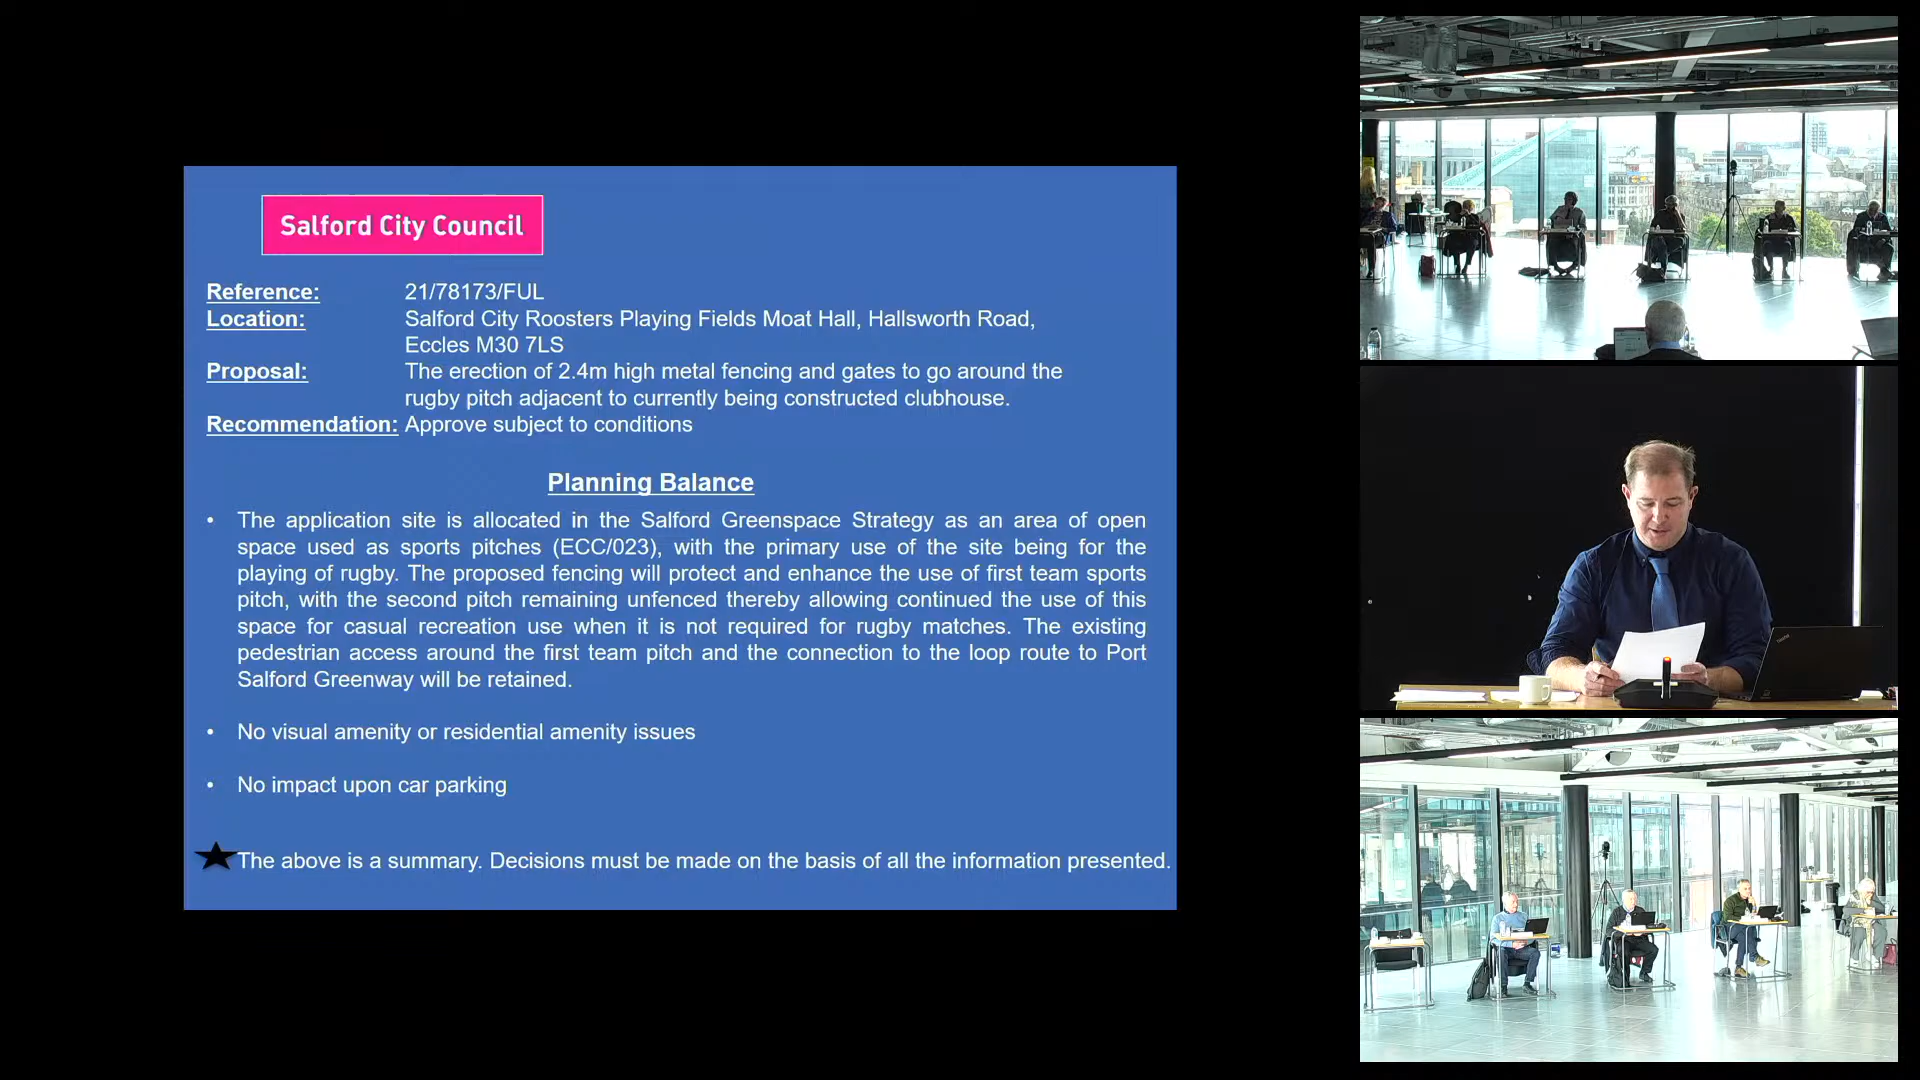 Salford City Council
Reference: 21/78173/FUL
Location: Salford City Roosters Playing Fields Moat Hall, Hallsworth Road,
Eccles M30 7LS
Proposal: The erection of 2.4m high metal fencing and gates to go around the
rugby pitch adjacent to currently being constructed clubhouse.
Recommendation: Approve subject to conditions
Planning Balance
• The application site is allocated in the Salford Greenspace Strategy as an area of open
space used as sports pitches (ECC/023), with the primary use of the site being for the
playing of rugby. The proposed fencing will protect and enhance the use of first team sports
pitch, with the second pitch remaining unfenced thereby allowing continued the use of this
space for casual recreation use when it is not required for rugby matches. The existing
pedestrian access around the first team pitch and the connection to the loop route to Port
Salford Greenway will be retained.
• No visual amenity or residential amenity issues
• No impact upon car parking
The above is a summary. Decisions must be made on the basis of all the information presented.